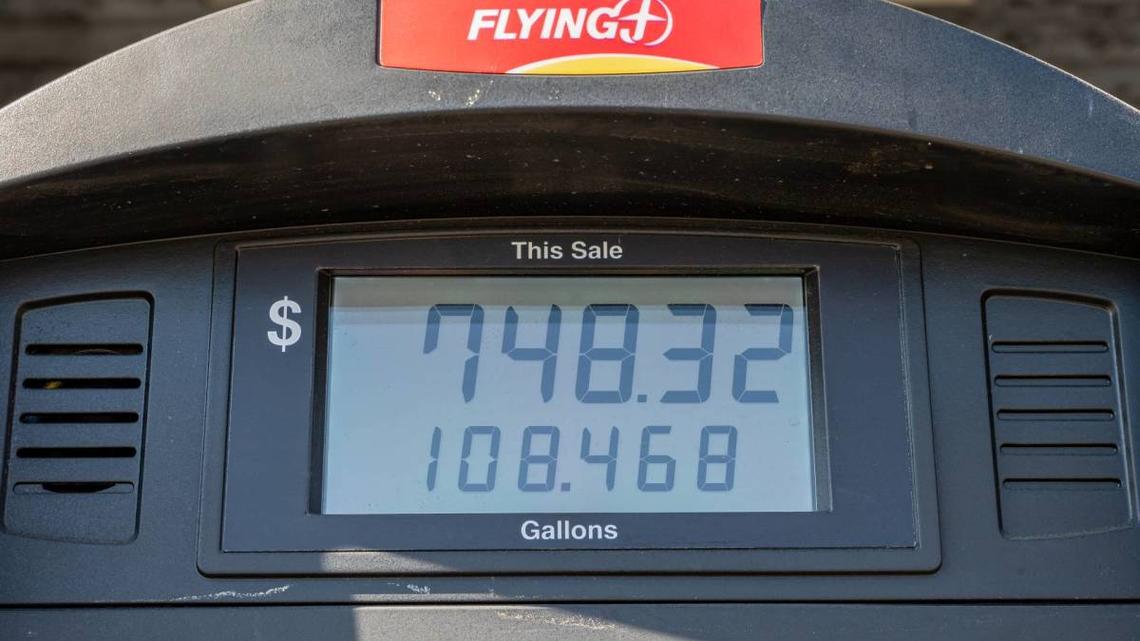 FLYING J
This Sale
$ 748.32
108.468
Gallons